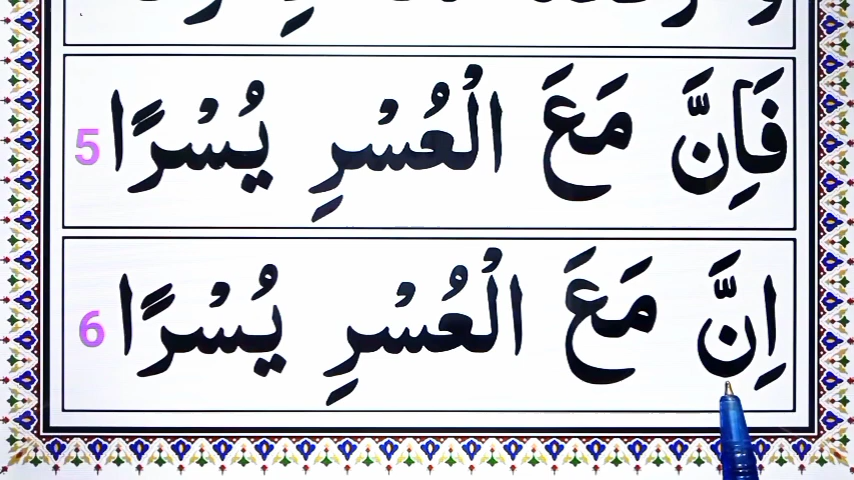 فَاِنَّ مَعَ الْعُسْرِ يُسْرًا 5
اِنَّ مَعَ الْعُسْرِ يُسْرًا 6